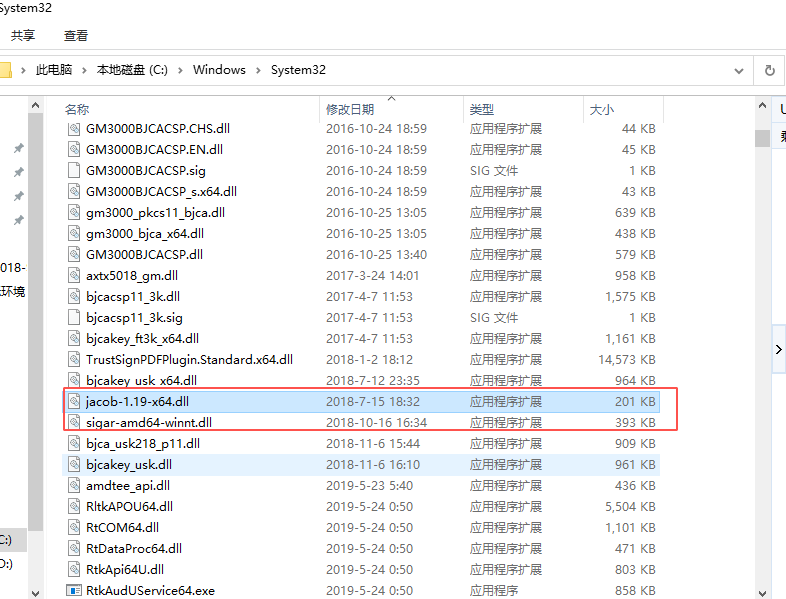 System32
共享 查看
此电脑 本地磁盘 (C:) Windows System32
名称 修改日期 类型 大小
GM3000BJCACSP.CHS.dll 2016-10-24 18:59 应用程序扩展 44 KB
GM3000BJCACSP.EN.dll 2016-10-24 18:59 应用程序扩展 45 KB
GM3000BJCACSP.sig 2016-10-24 18:59 SIG 文件 1 KB
GM3000BJCACSP_s.x64.dll 2016-10-24 18:59 应用程序扩展 43 KB
gm3000_pkcs11_bjca.dll 2016-10-25 13:05 应用程序扩展 639 KB
gm3000_bjca_x64.dll 2016-10-25 13:05 应用程序扩展 438 KB
GM3000BJCACSP.dll 2016-10-25 13:40 应用程序扩展 579 KB
axtx5018_gm.dll 2017-3-24 14:01 应用程序扩展 958 KB
bjcacsp11_3k.dll 2017-4-7 11:53 应用程序扩展 1,575 KB
bjcacsp11_3k.sig 2017-4-7 11:53 SIG 文件 1 KB
bjcakey_ft3k_x64.dll 2017-4-7 11:53 应用程序扩展 1,161 KB
TrustSignPDFPlugin.Standard.x64.dll 2018-1-2 18:12 应用程序扩展 14,573 KB
bjcakey_usk_x64.dll 2018-7-12 23:35 应用程序扩展 964 KB
jacob-1.19-x64.dll 2018-7-15 18:32 应用程序扩展 201 KB
sigar-amd64-winnt.dll 2018-10-16 16:34 应用程序扩展 393 KB
bjca_usk218_p11.dll 2018-11-6 15:44 应用程序扩展 909 KB
bjcakey_usk.dll 2018-11-6 16:10 应用程序扩展 961 KB
amdtee_api.dll 2019-5-23 5:40 应用程序扩展 436 KB
RltkAPOU64.dll 2019-5-24 0:50 应用程序扩展 5,504 KB
RtCOM64.dll 2019-5-24 0:50 应用程序扩展 1,101 KB
RtDataProc64.dll 2019-5-24 0:50 应用程序扩展 471 KB
RtkApi64U.dll 2019-5-24 0:50 应用程序扩展 803 KB
RtkAudUService64.exe 2019-5-24 0:50 应用程序 858 KB
018-
环境
C:)
D:)